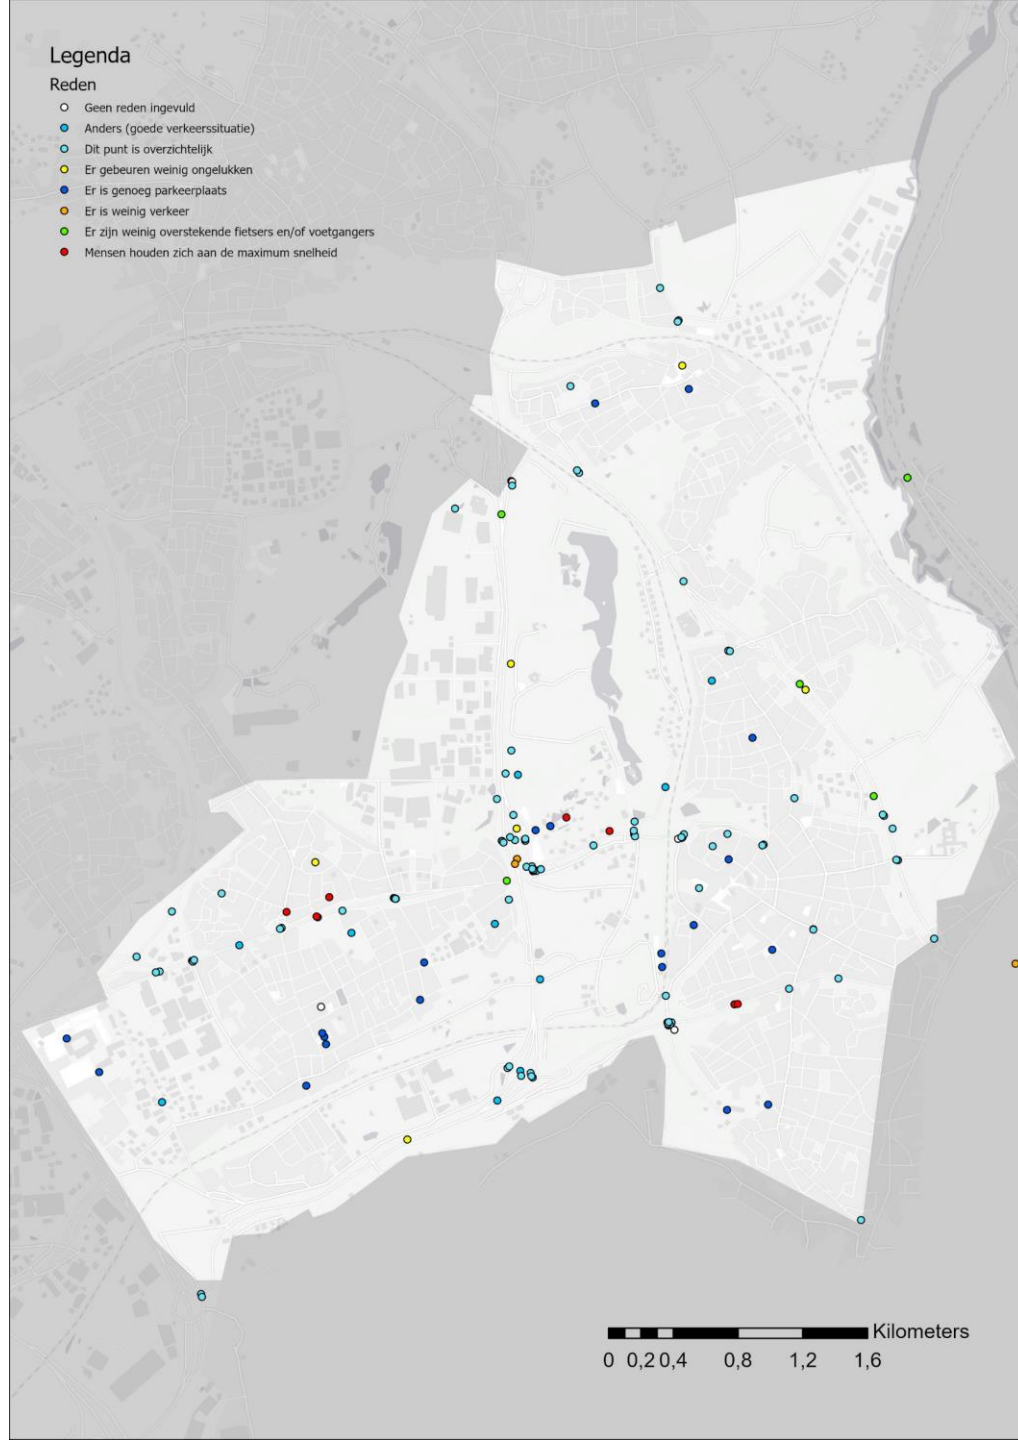 Legenda
Reden
Geen reden ingevuld
Anders (goede verkeerssituatie)
Dit punt is overzichtelijk
Er gebeuren weinig ongelukken
Er is genoeg parkeerplaats
Er is weinig verkeer
Er zijn weinig overstekende fietsers en/of voetgangers
Mensen houden zich aan de maximum snelheid
Kilometers
0 0,2 0,4 0,8 1,2 1,6